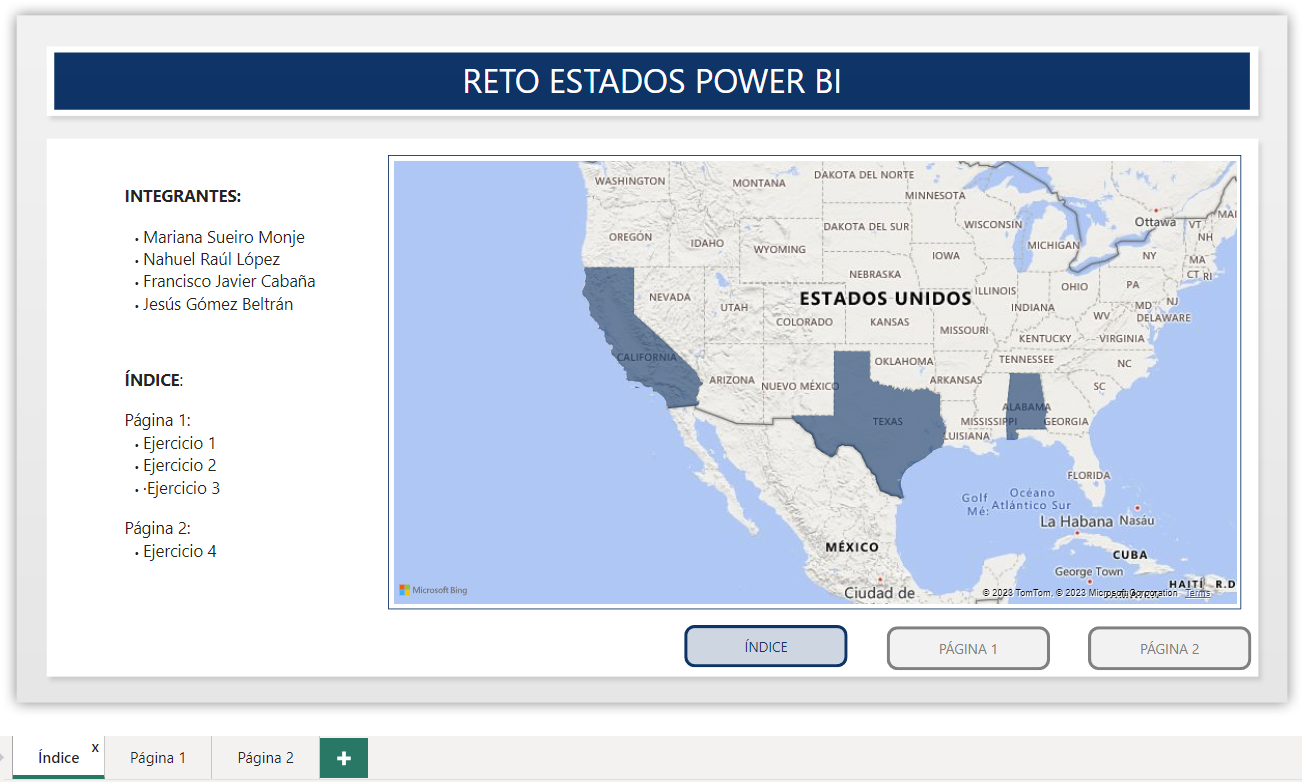 RETO ESTADOS POWER BI
INTEGRANTES:
• Mariana Sueiro Monje
• Nahuel Raúl López
• Francisco Javier Cabaña
• Jesús Gómez Beltrán
ÍNDICE:
Página 1:
• Ejercicio 1
• Ejercicio 2
• ·Ejercicio 3
Página 2:
• Ejercicio 4
WASHINGTON
MONTANA
DAKOTA DEL NORTE
MINNESOTA
OREGÓN
IDAHO
WYOMING
DAKOTA DEL SUR
WISCONSIN
MICHIGAN
Ottawa
VT
MAI
NH
NY
MA
CT
RI
IOWA
NEBRASKA
NEVADA
UTAH
ESTADOS UNIDOS
ILLINOIS
INDIANA
OHIO
PA
NJ
MD
DELAWARE
COLORADO
KANSAS
MISSOURI
WV
KENTUCKY
VIRGINIA
CALIFORNIA
OKLAHOMA
TENNESSEE
NC
ARIZONA
NUEVO MÉXICO
ARKANSAS
SC
TEXAS
MISSISSIPPI
ALABAMA
GEORGIA
LUISIANA
FLORIDA
Golf
Mé:
Océano
Atlántico Sur
La Habana
Nasáu
MÉXICO
CUBA
George Town
HAITÍ
R.D
Ciudad de
Microsoft Bing
© 2023 TomTom, © 2023 Microsoft Corporation Terms
ÍNDICE
PÁGINA 1
PÁGINA 2
Índice x
Página 1
Página 2
+